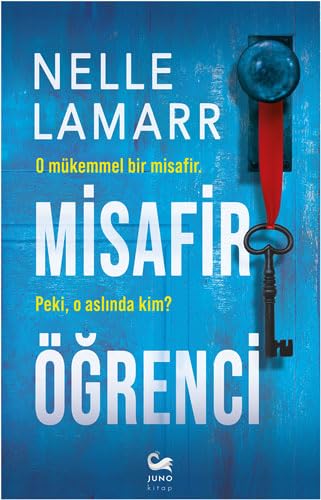 NELLE
LAMARR
O mükemmel bir misafir.
MİSAFİR
Peki, o aslında kim?
ÖĞRENCİ
JUNO
kitap